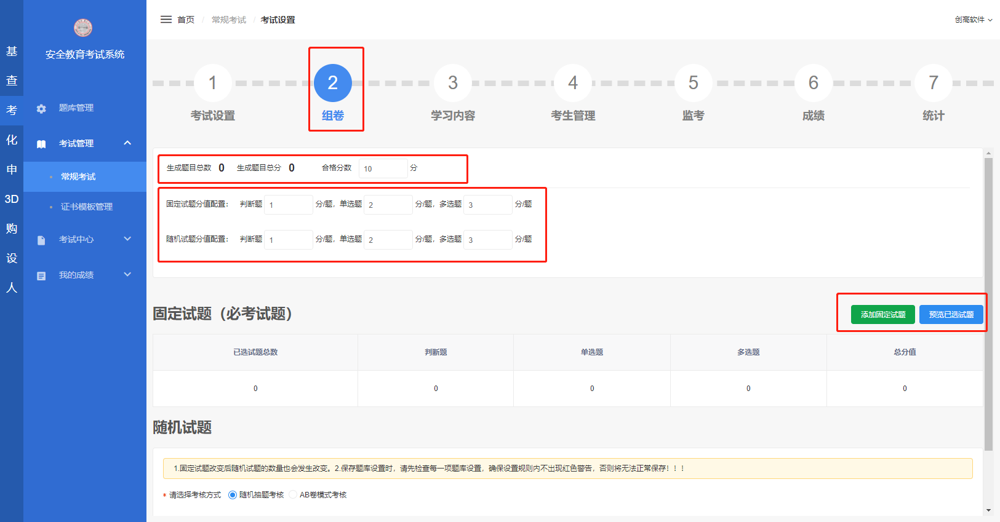 基
查
考
化
申
3D
购
设
人
安全教育考试系统
题库管理
考试管理
常规考试
证书模板管理
考试中心
我的成绩
首页 / 常规考试 / 考试设置
创高软件
1
2
3
4
5
6
7
考试设置
组卷
学习内容
考生管理
监考
成绩
统计
生成题目总数 0 生成题目总分 0 合格分数 10 分
固定试题分值配置： 判断题 1 分/题，单选题 2 分/题，多选题 3 分/题
随机试题分值配置： 判断题 1 分/题，单选题 2 分/题，多选题 3 分/题
固定试题（必考试题）
添加固定试题 预览已选试题
已选试题总数 判断题 单选题 多选题 总分值
0 0 0 0 0
随机试题
1.固定试题改变后随机试题的数量也会发生改变。2.保存题库设置时，请先检查每一项题库设置，确保设置规则内不出现红色警告，否则将无法正常保存！！！
* 请选择考核方式 随机抽题考核 AB卷模式考核